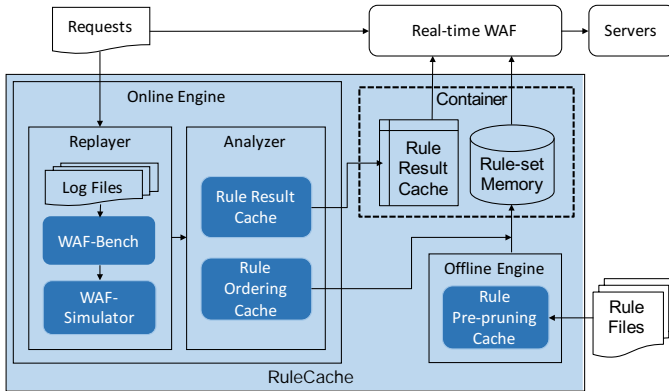 Requests
Real-time WAF
Servers
Online Engine
Container
Replayer
Analyzer
Log Files
WAF-Bench
WAF-
Simulator
Rule Result
Cache
Rule
Ordering
Cache
Rule
Result
Cache
Rule-set
Memory
Offline Engine
Rule
Pre-pruning
Cache
Rule
Files
RuleCache